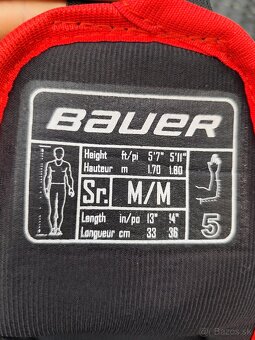 BAUER
Height ft/pi 5'7" 5'11"
Hauteur m 1.70 1.80
Sr. M/M
Length in/po 13" 14"
Longueur cm 33 36
5
Bazos.sk